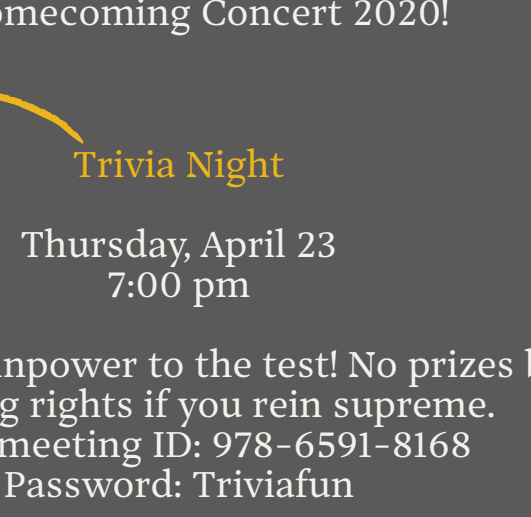 omecoming Concert 2020!
Trivia Night
Thursday, April 23
7:00 pm
inpower to the test! No prizes b
g rights if you rein supreme.
meeting ID: 978-6591-8168
Password: Triviafun